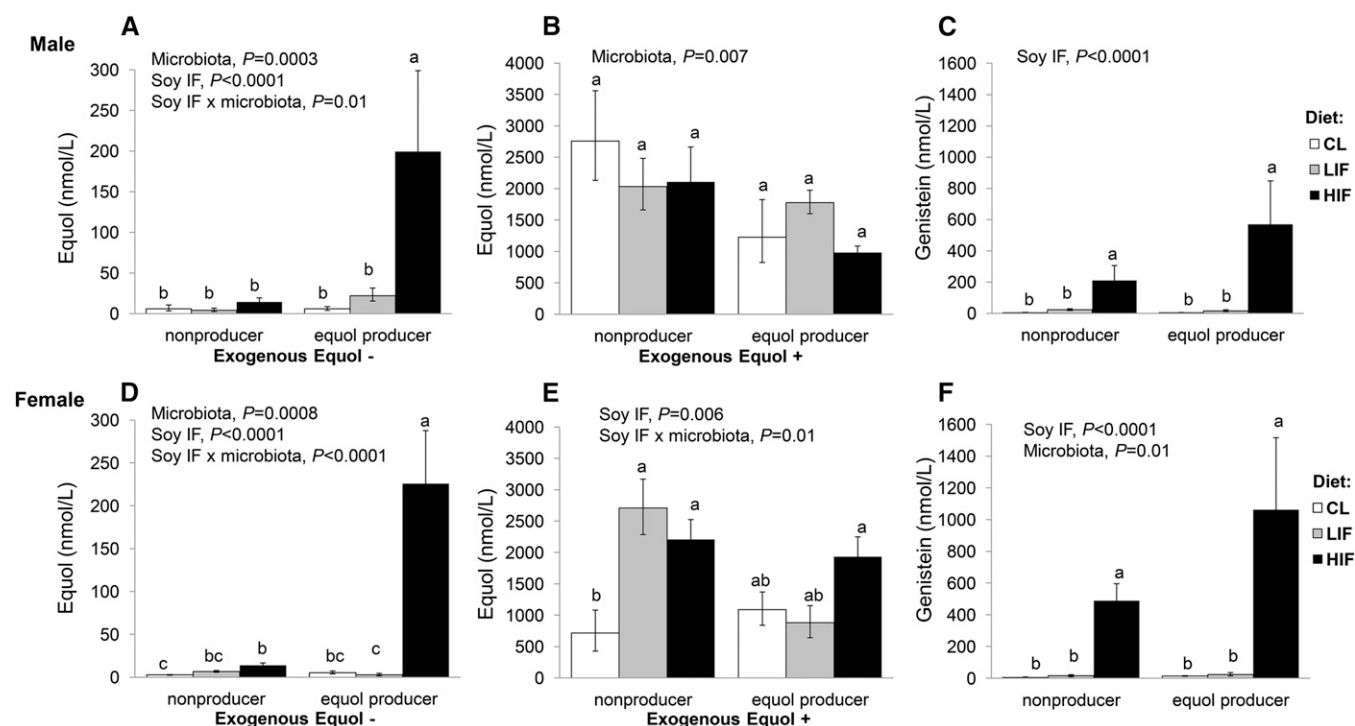 A
B
C
Male
Microbiota, P=0.0003
Soy IF, P<0.0001
Soy IF x microbiota, P=0.01
Equol (nmol/L)
300
250
200
150
100
50
0
b b b b b a
nonproducer equol producer
Exogenous Equol -
Microbiota, P=0.007
Equol (nmol/L)
4000
3500
3000
2500
2000
1500
1000
500
0
a a a a a a
nonproducer equol producer
Exogenous Equol +
Soy IF, P<0.0001
Genistein (nmol/L)
1600
1400
1200
1000
800
600
400
200
0
b b a b b a
nonproducer equol producer
Diet:
CL
LIF
HIF
D
E
F
Female
Microbiota, P=0.0008
Soy IF, P<0.0001
Soy IF x microbiota, P<0.0001
Equol (nmol/L)
300
250
200
150
100
50
0
c bc b bc c a
nonproducer equol producer
Exogenous Equol -
Soy IF, P=0.006
Soy IF x microbiota, P=0.01
Equol (nmol/L)
4000
3500
3000
2500
2000
1500
1000
500
0
b a a ab ab a
nonproducer equol producer
Exogenous Equol +
Soy IF, P<0.0001
Microbiota, P=0.01
Genistein (nmol/L)
1600
1400
1200
1000
800
600
400
200
0
b b a b b a
nonproducer equol producer
Diet:
CL
LIF
HIF